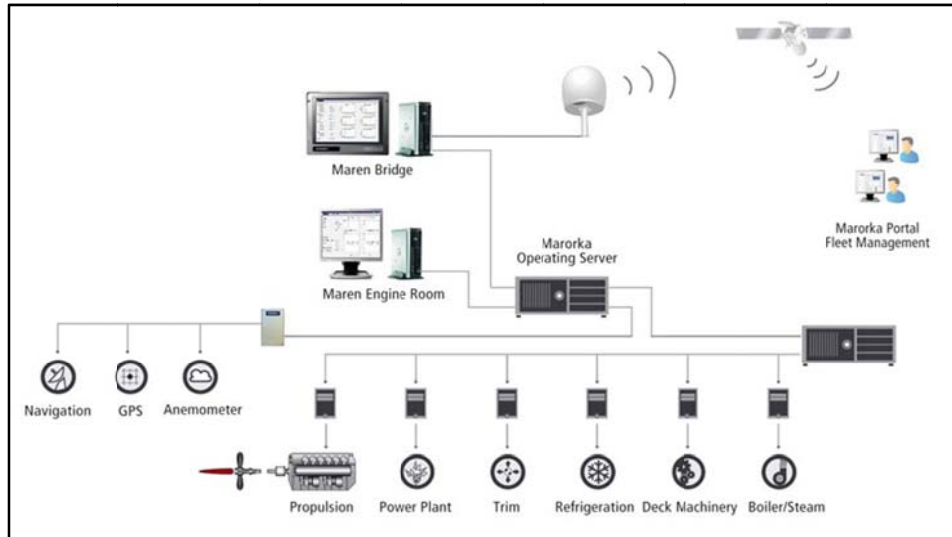 Maren Bridge
Maren Engine Room
Marorka
Operating Server
Marorka Portal
Fleet Management
Navigation
GPS
Anemometer
Propulsion
Power Plant
Trim
Refrigeration
Deck Machinery
Boiler/Steam